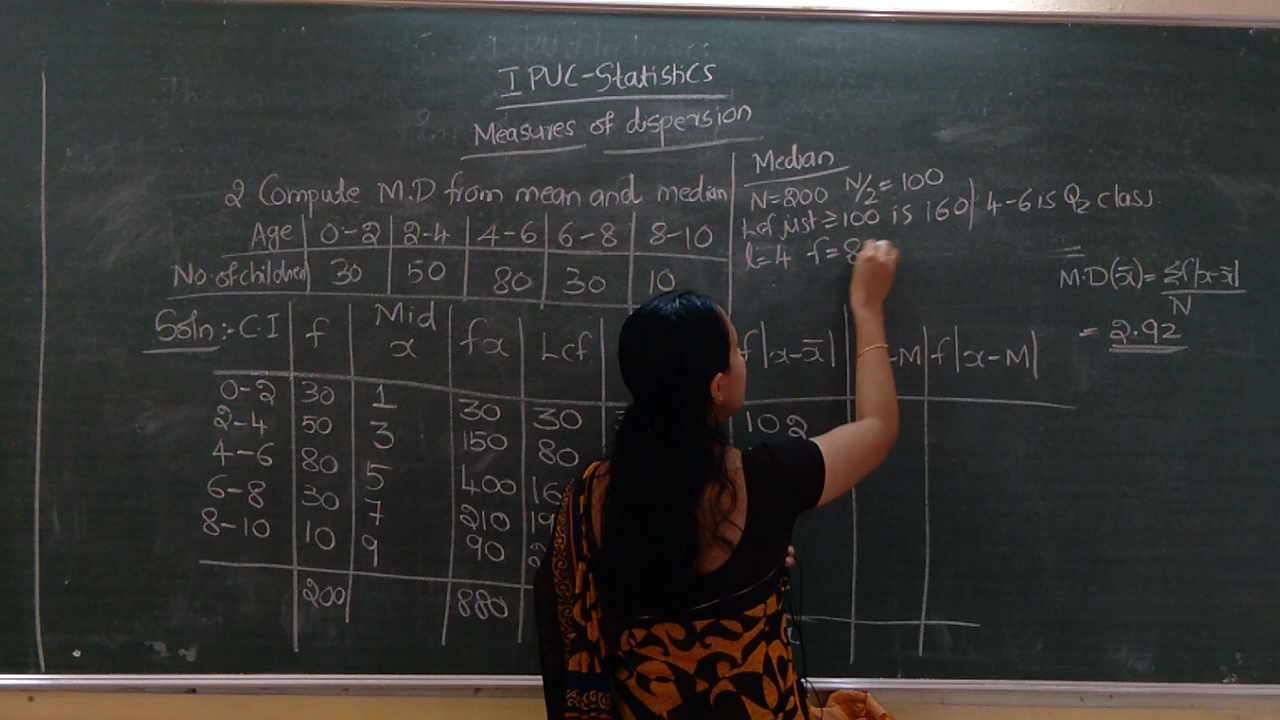 I PUC-Statistics
Measures of dispersion
2 Compute M.D from mean and median
Age 0-2 2-4 4-6 6-8 8-10
No. of children 30 50 80 30 10
Median
N=200 N/2=100
Lcf just ≥100 is 160 4-6 is Q2 class
l=4 f=8
M.D(x̄)= Σf|x-x̄|
N
= 2.92
Soln:- C.I f Mid x fx Lcf f|x-x̄| -M f|x-M|
0-2 30 1 30 30 102
2-4 50 3 150 80
4-6 80 5 400 16
6-8 30 7 210 19
8-10 10 9 90
200 880